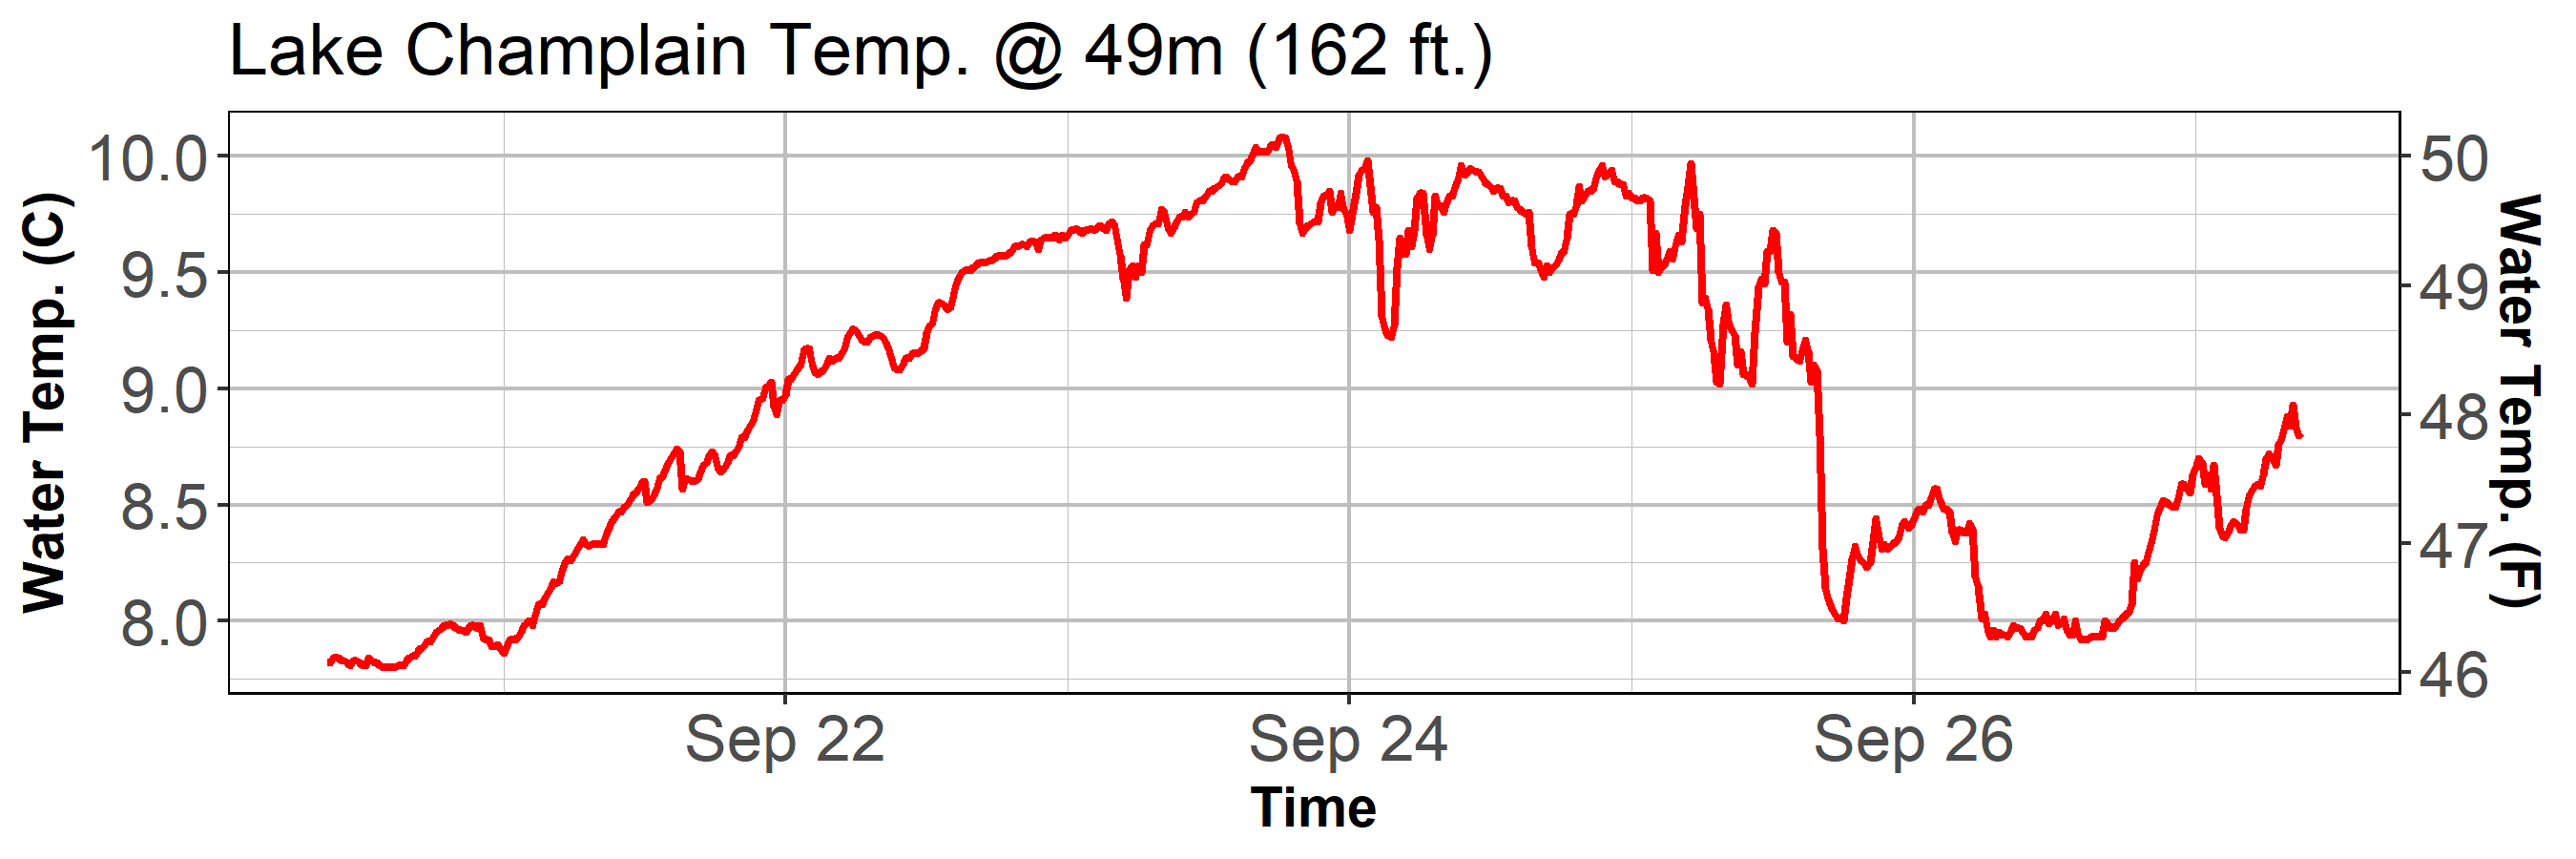 Lake Champlain Temp. @ 49m (162 ft.)
Water Temp. (C)
10.0
9.5
9.0
8.5
8.0
50
49
48
47
46
Water Temp. (F)
Sep 22
Sep 24
Sep 26
Time